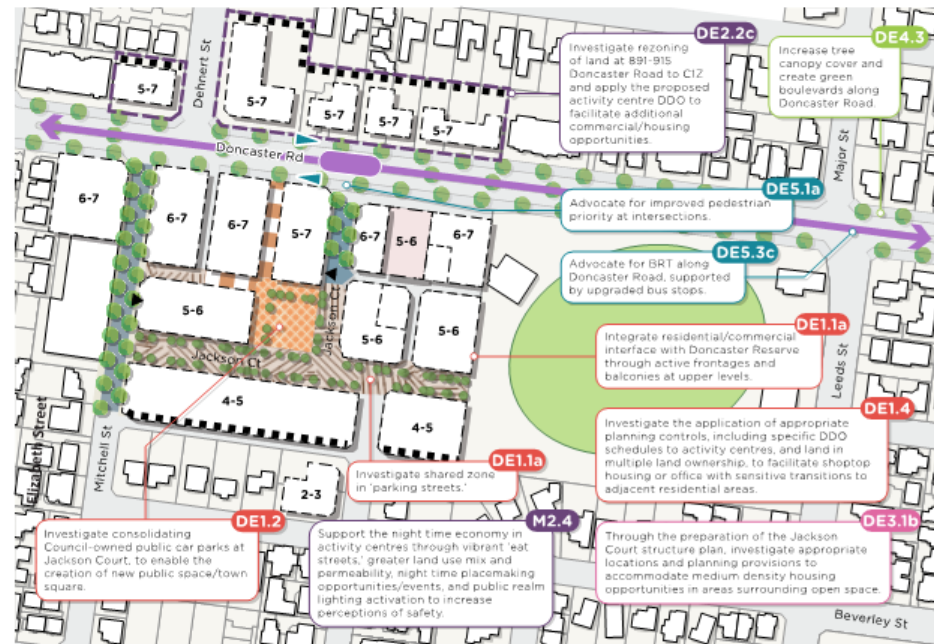 DE2.2c
Investigate rezoning
of land at 891-915
Doncaster Road to C1Z
and apply the proposed
activity centre DDO to
facilitate additional
commercial/housing
opportunities.
DE4.3
Increase tree
canopy cover and
create green
boulevards along
Doncaster Road.
Dehnert St
5-7
5-7
5-7
5-7
5-7
Doncaster Rd
Major St
DE5.1a
Advocate for improved pedestrian
priority at intersections.
6-7
6-7
6-7
5-7
6-7
5-6
6-7
DE5.3c
Advocate for BRT along
Doncaster Road, supported
by upgraded bus stops.
5-6
Jackson Ct
5-6
5-6
Jackson Ct
DE1.1a
Integrate residential/commercial
interface with Doncaster Reserve
through active frontages and
balconies at upper levels.
Leeds St
4-5
4-5
DE1.4
Investigate the application of appropriate
planning controls, including specific DDO
schedules to activity centres, and land in
multiple land ownership, to facilitate shoptop
housing or office with sensitive transitions to
adjacent residential areas.
Elizabeth Street
Mitchell St
DE1.1a
Investigate shared zone
in 'parking streets.'
2-3
DE1.2
Investigate consolidating
Council-owned public car parks at
Jackson Court, to enable the
creation of new public space/town
square.
M2.4
Support the night time economy in
activity centres through vibrant 'eat
streets,' greater land use mix and
permeability, night time placemaking
opportunities/events, and public realm
lighting activation to increase
perceptions of safety.
DE3.1b
Through the preparation of the Jackson
Court structure plan, investigate appropriate
locations and planning provisions to
accommodate medium density housing
opportunities in areas surrounding open space.
Beverley St